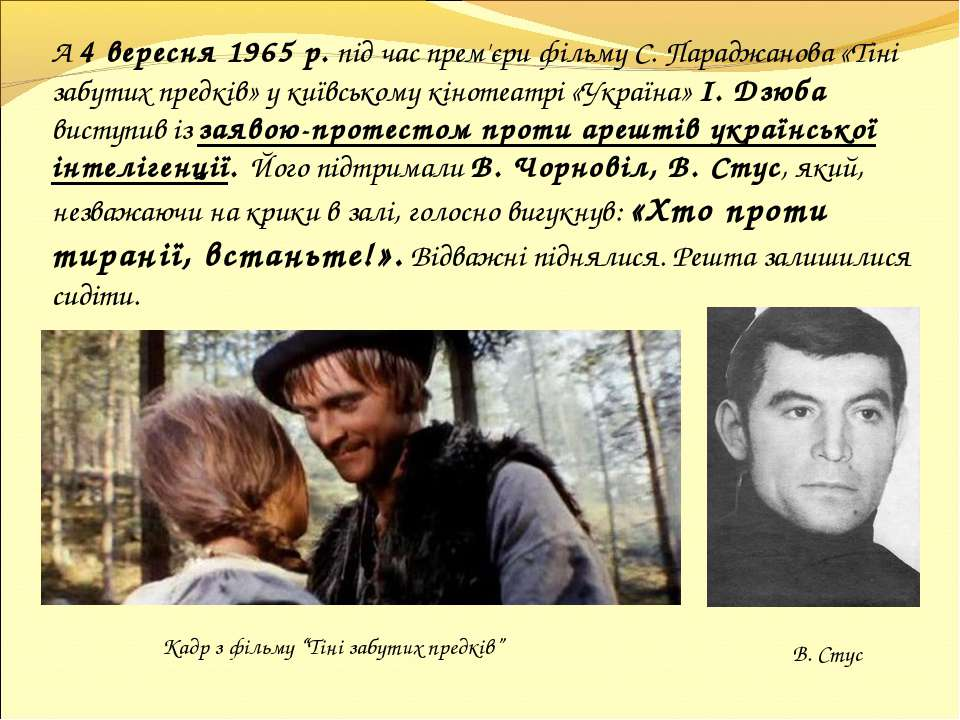 А 4 вересня 1965 р. під час прем'єри фільму С. Параджанова «Тіні
забутих предків» у київському кінотеатрі «Україна» І. Дзюба
виступив із заявою-протестом проти арештів української
інтелігенції. Його підтримали В. Чорновіл, В. Стус, який,
незважаючи на крики в залі, голосно вигукнув: «Хто проти
тиранії, встаньте!». Відважні піднялися. Решта залишилися
сидіти.
Кадр з фільму “Тіні забутих предків”
В. Стус